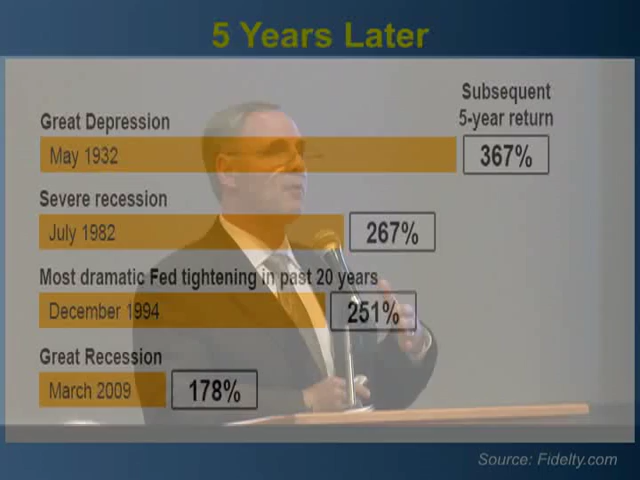 5 Years Later
Subsequent
5-year return
Great Depression
May 1932
367%
Severe recession
July 1982
267%
Most dramatic Fed tightening in past 20 years
December 1994
251%
Great Recession
March 2009
178%
Source: Fidelty.com